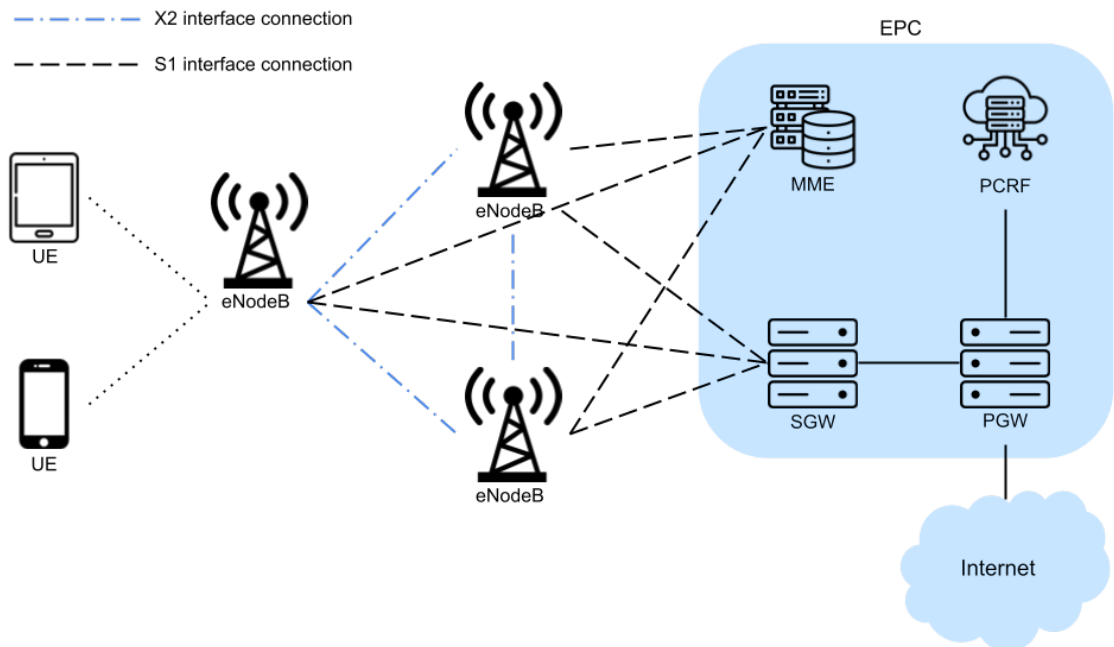 X2 interface connection
S1 interface connection
EPC
MME
PCRF
eNodeB
UE
eNodeB
SGW
PGW
UE
eNodeB
Internet